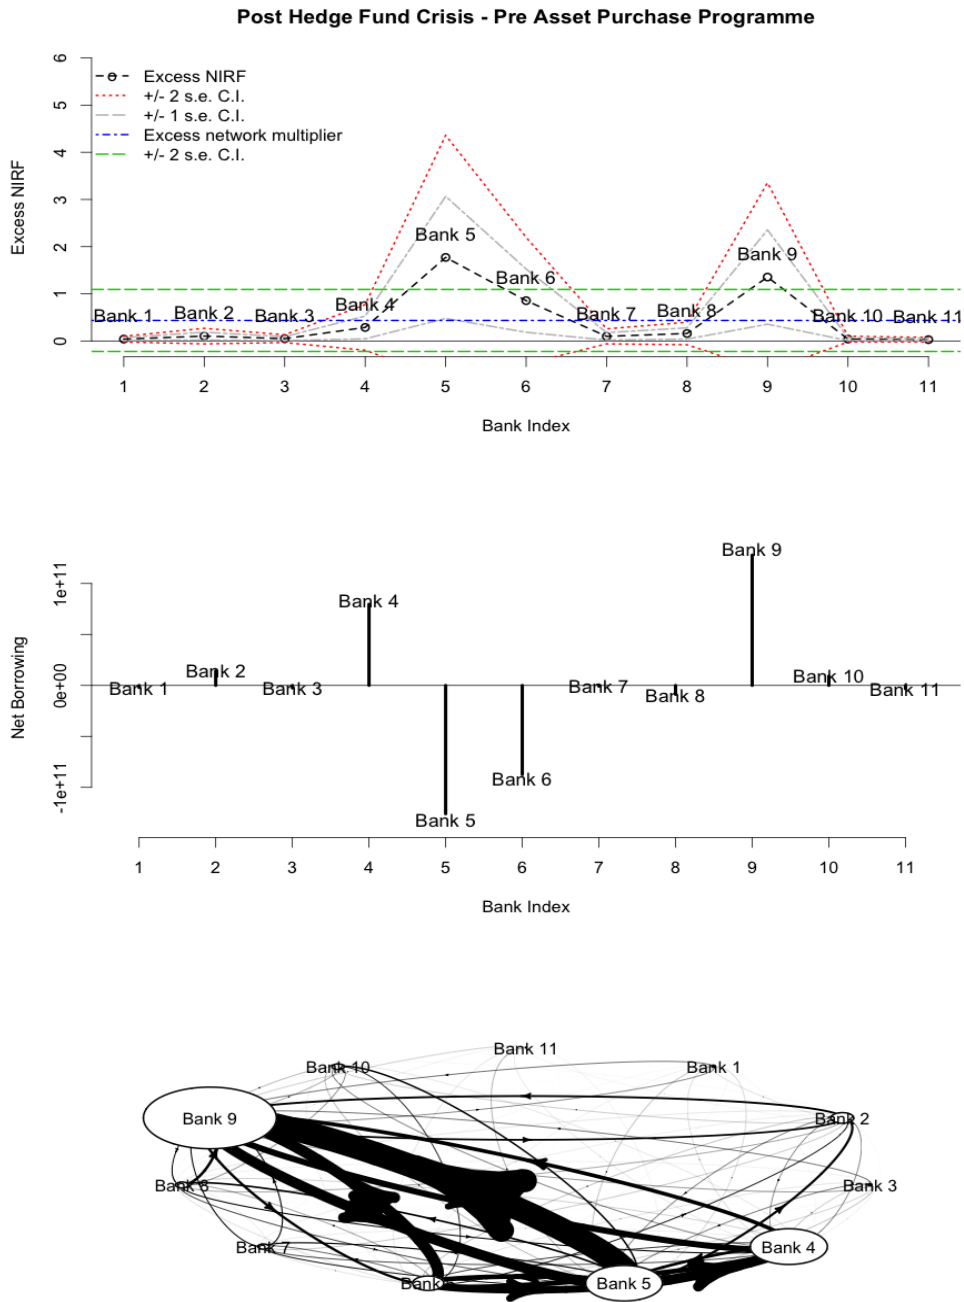 Post Hedge Fund Crisis - Pre Asset Purchase Programme
Excess NIRF
6
5
4
3
2
1
0
Excess NIRF
+/- 2 s.e. C.I.
+/- 1 s.e. C.I.
Excess network multiplier
+/- 2 s.e. C.I.
Bank 1
Bank 2
Bank 3
Bank 4
Bank 5
Bank 6
Bank 7
Bank 8
Bank 9
Bank 10
Bank 11
1 2 3 4 5 6 7 8 9 10 11
Bank Index
Net Borrowing
1e+11
0e+00
-1e+11
Bank 1
Bank 2
Bank 3
Bank 4
Bank 5
Bank 6
Bank 7
Bank 8
Bank 9
Bank 10
Bank 11
1 2 3 4 5 6 7 8 9 10 11
Bank Index
Bank 11
Bank 10
Bank 1
Bank 9
Bank 2
Bank 8
Bank 3
Bank 7
Bank 4
Bank
Bank 5